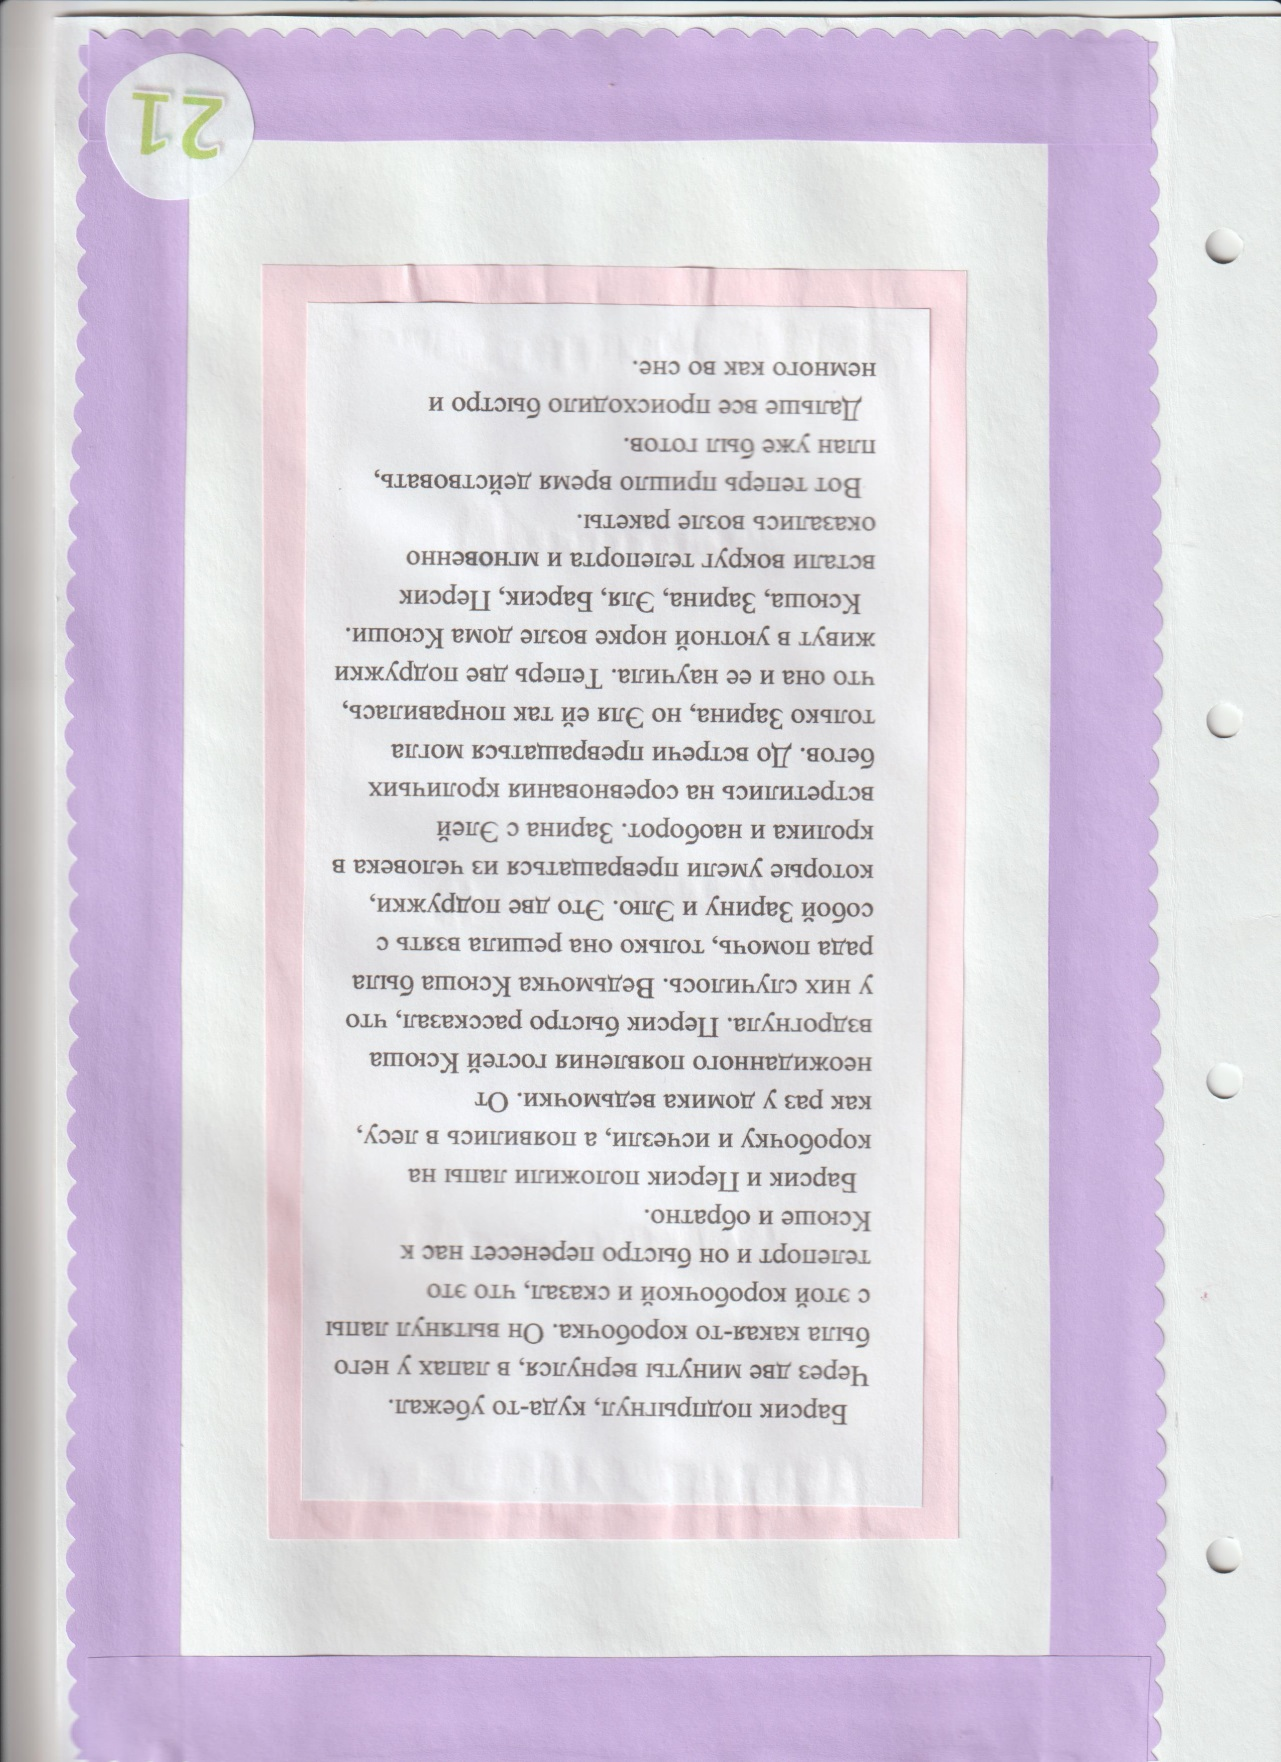 Барсик подпрыгнул, куда-то убежал.
Через две минуты вернулся, в лапах у него
была какая-то коробочка. Он вытянул лапы
с этой коробочкой и сказал, что это
телепорт и он быстро перенесет нас к
Ксюше и обратно.
Барсик и Персик положили лапы на
коробочку и исчезли, а появились в лесу,
как раз у домика ведьмочки. От
неожиданного появления гостей Ксюша
вздрогнула. Персик быстро рассказал, что
у них случилось. Ведьмочка Ксюша была
рада помочь, только она решила взять с
собой Зарину и Элю. Это две подружки,
которые умели превращаться из человека в
кролика и наоборот. Зарина с Элей
встретились на соревнования кроличьих
бегов. До встречи превращаться могла
только Зарина, но Эля ей так понравилась,
что она и ее научила. Теперь две подружки
живут в уютной норке возле дома Ксюши.
Ксюша, Зарина, Эля, Барсик, Персик
встали вокруг телепорта и мгновенно
оказались возле ракеты.
Вот теперь пришло время действовать,
план уже был готов.
Дальше все происходило быстро и
немного как во сне.
21